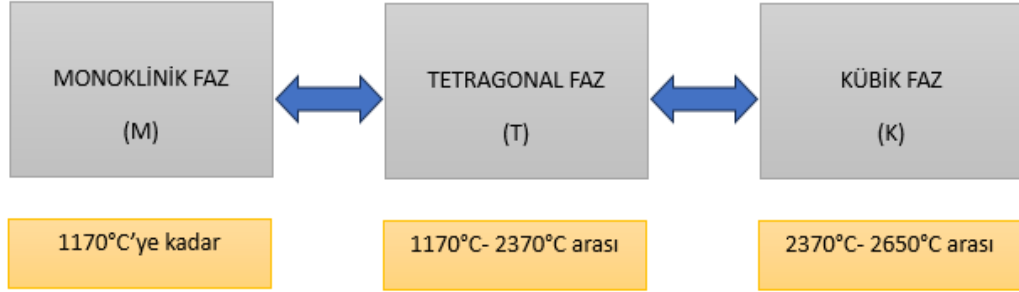 MONOKLİNİK FAZ
(M)
TETRAGONAL FAZ
(T)
KÜBİK FAZ
(K)
1170°C'ye kadar
1170°C- 2370°C arası
2370°C- 2650°C arası